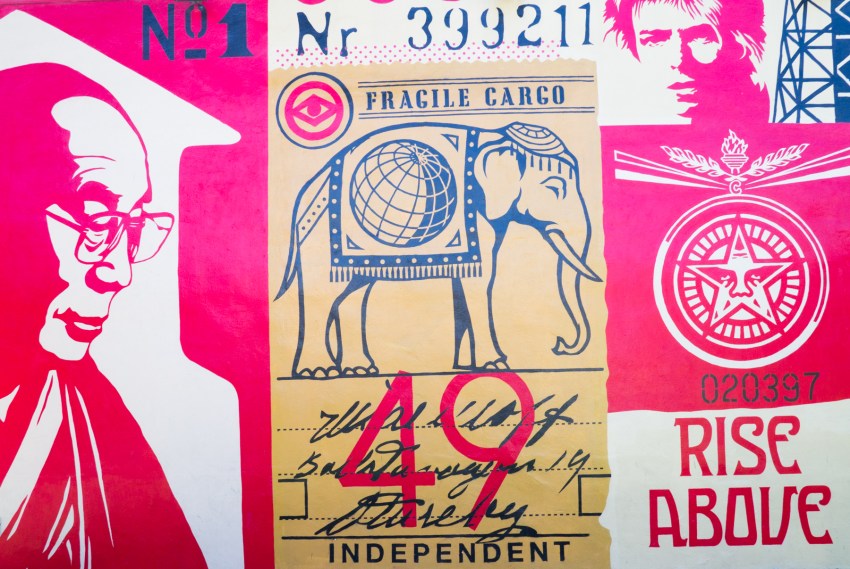 Nº1
Nr 399211
FRAGILE CARGO
49
INDEPENDENT
020397
RISE
ABOVE